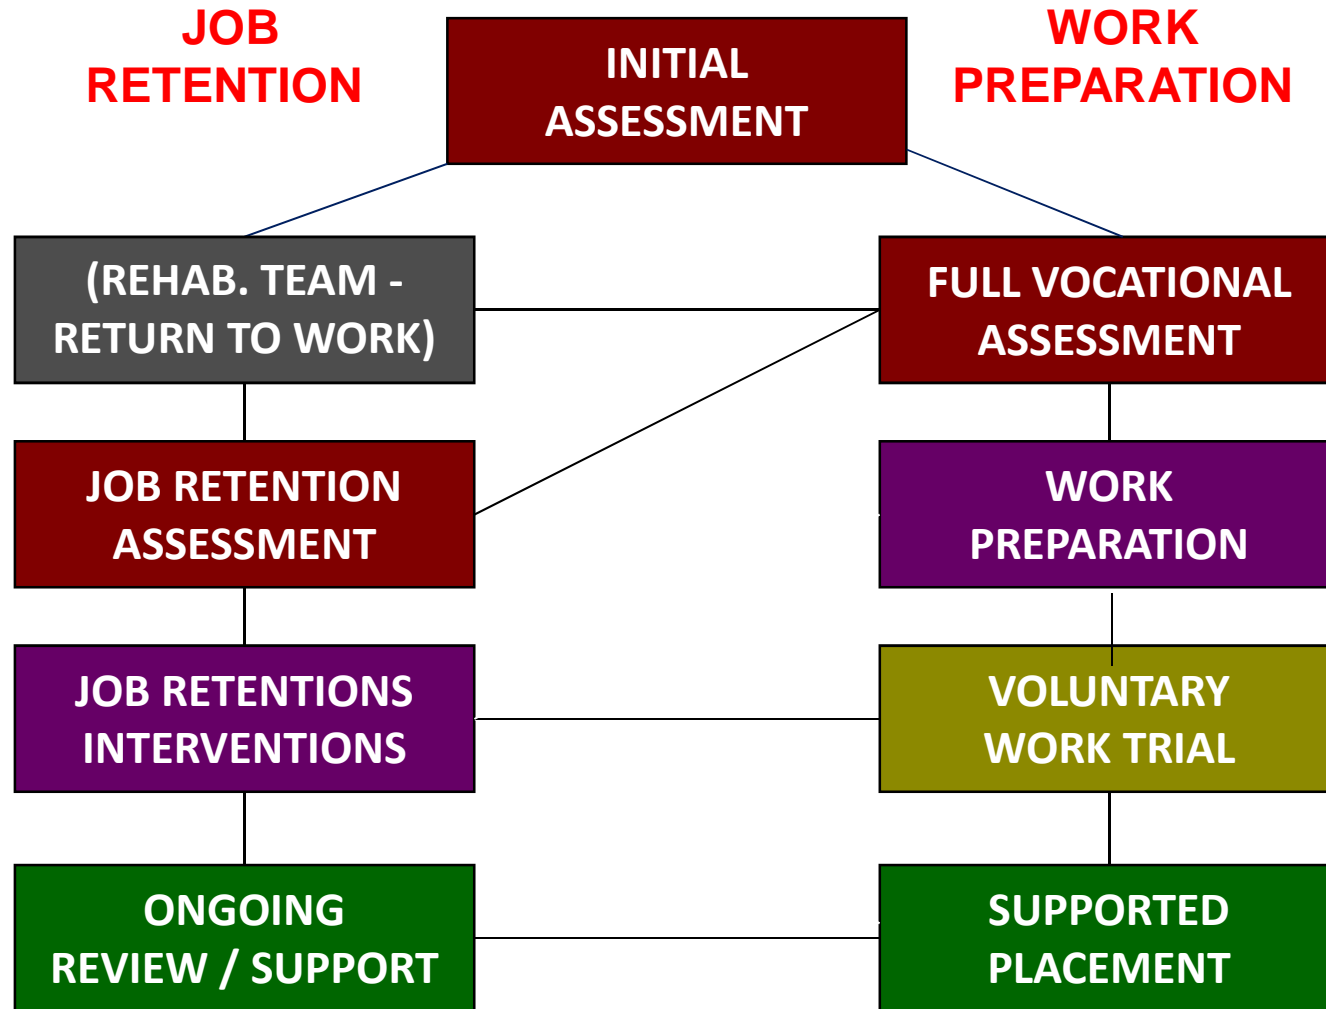 JOB
RETENTION
INITIAL
ASSESSMENT
WORK
PREPARATION
(REHAB. TEAM -
RETURN TO WORK)
FULL VOCATIONAL
ASSESSMENT
JOB RETENTION
ASSESSMENT
WORK
PREPARATION
JOB RETENTIONS
INTERVENTIONS
VOLUNTARY
WORK TRIAL
ONGOING
REVIEW / SUPPORT
SUPPORTED
PLACEMENT